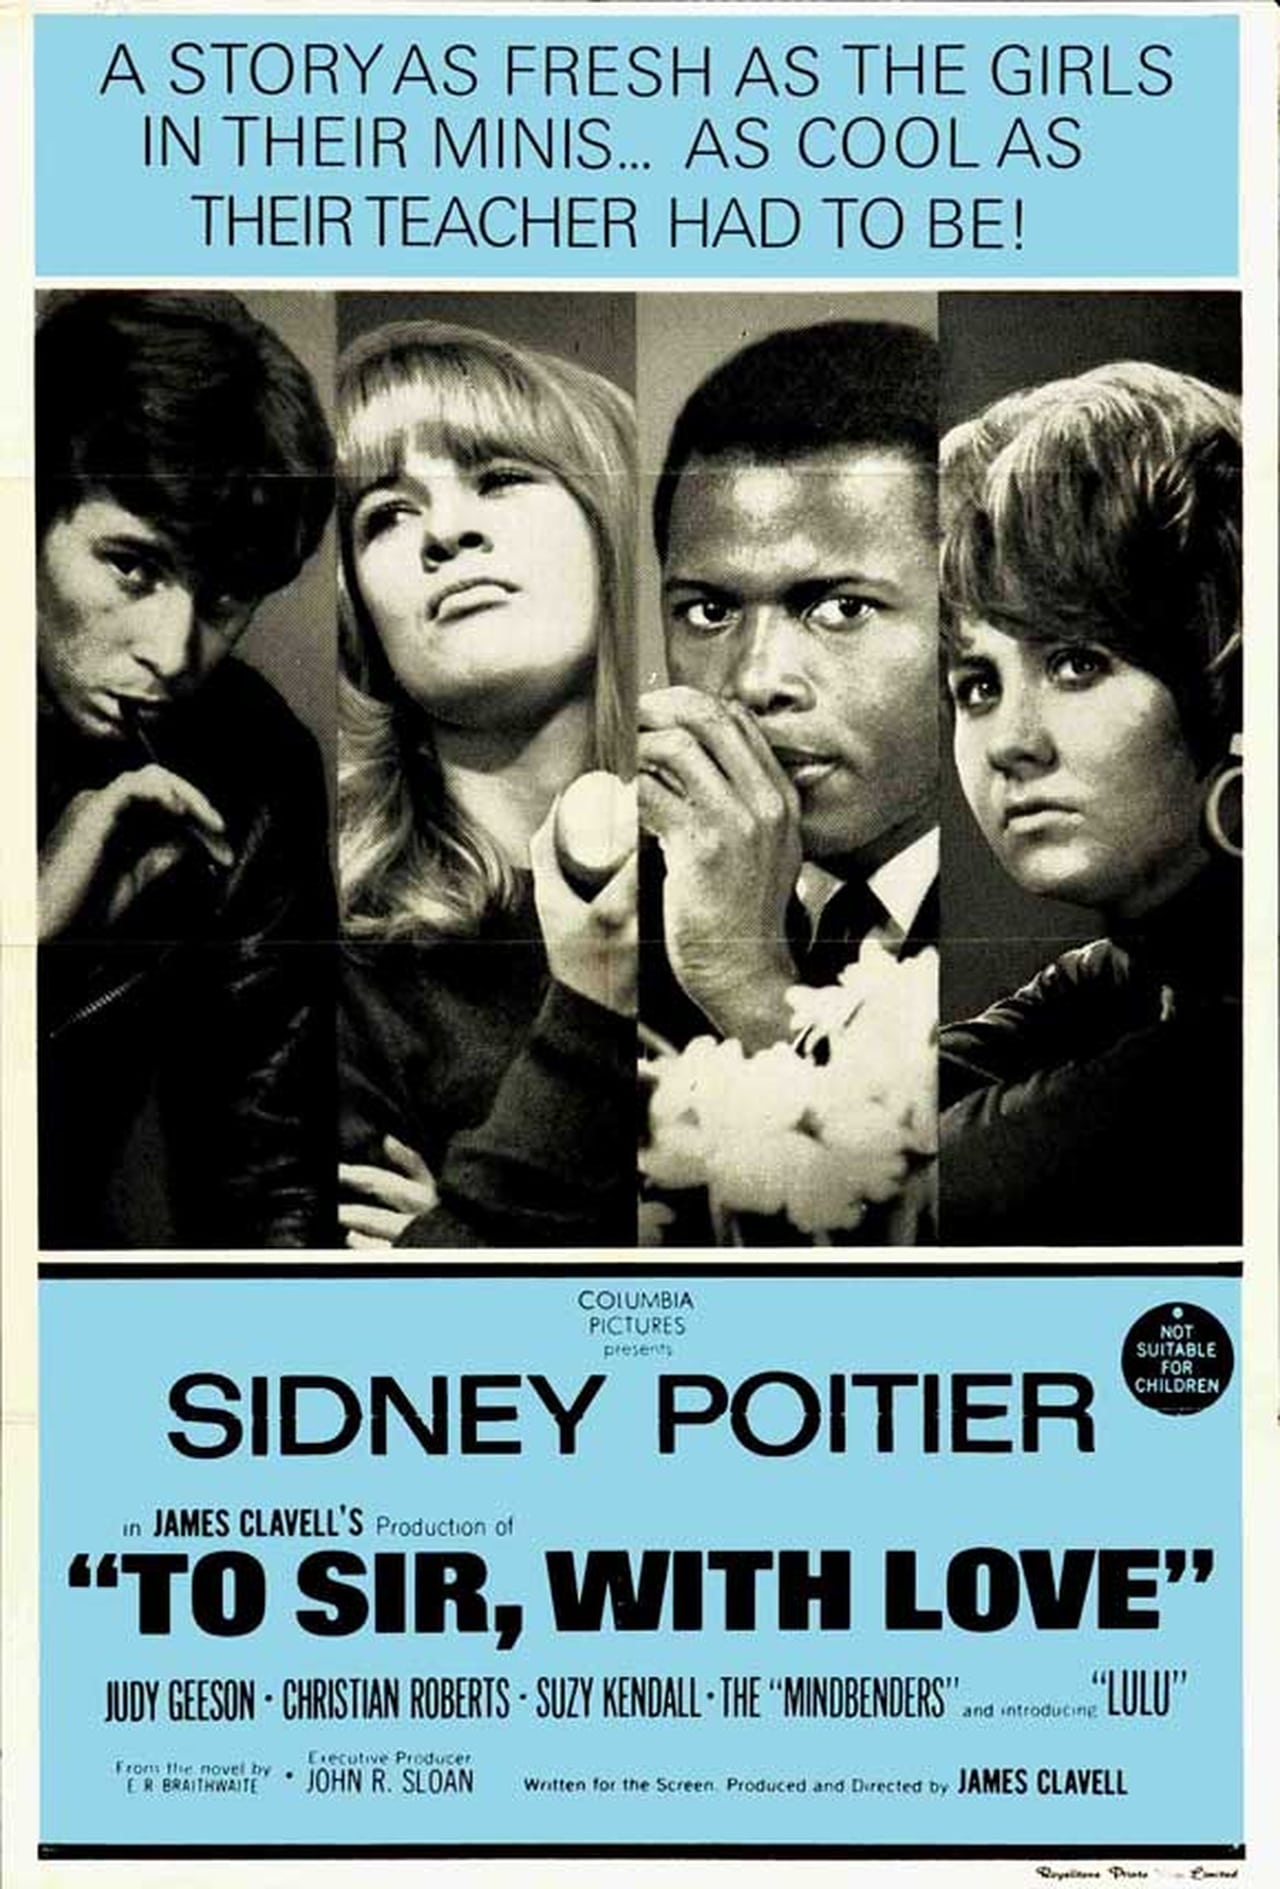 A STORY AS FRESH AS THE GIRLS
IN THEIR MINIS... AS COOL AS
THEIR TEACHER HAD TO BE!
COLUMBIA
PICTURES
presents
NOT
SUITABLE
FOR
CHILDREN
SIDNEY POITIER
in JAMES CLAVELL'S Production of
“TO SIR, WITH LOVE”
JUDY GEESON · CHRISTIAN ROBERTS · SUZY KENDALL · THE “MINDBENDERS” and introducing “LULU”
From the novel by
E R BRAITHWAITE ·
Executive Producer
JOHN R. SLOAN
Written for the Screen, Produced and Directed by JAMES CLAVELL
Limited